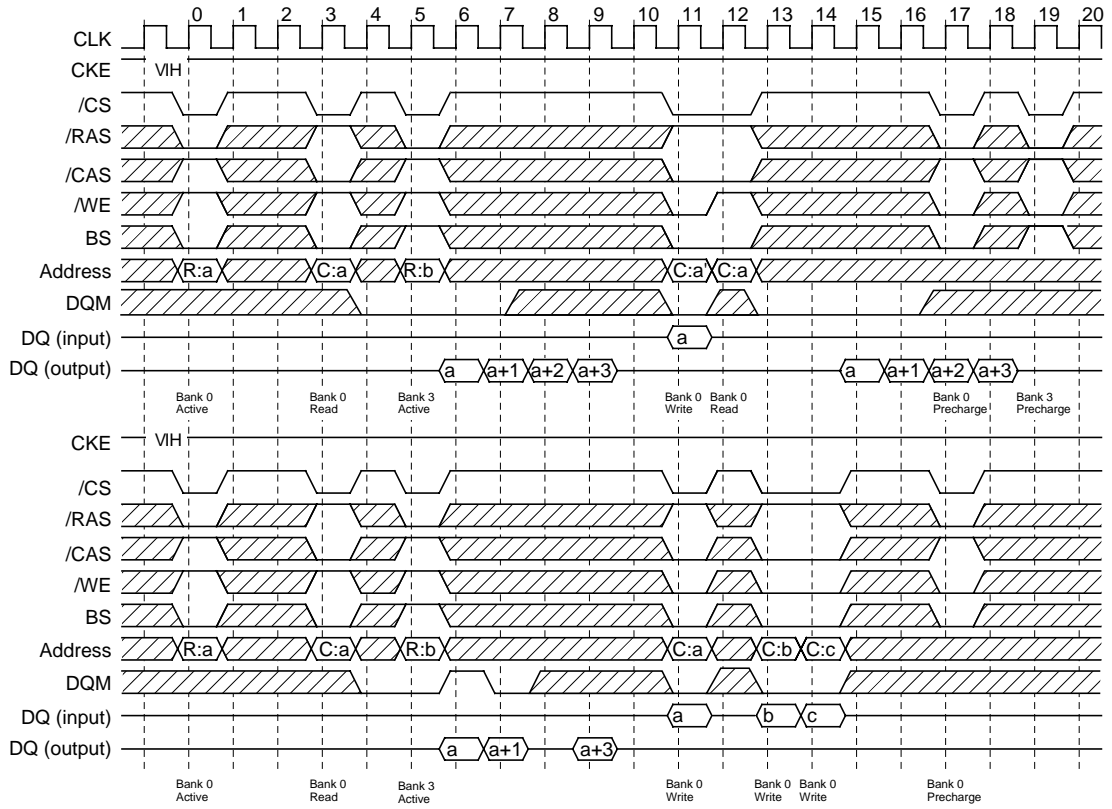 0 1 2 3 4 5 6 7 8 9 10 11 12 13 14 15 16 17 18 19 20
CLK
CKE VIH
/CS
/RAS
/CAS
/WE
BS
Address R:a C:a R:b C:a' C:a
DQM
DQ (input) a
DQ (output) a a+1 a+2 a+3 a a+1 a+2 a+3
Bank 0 Bank 0 Bank 3 Bank 0 Bank 0 Bank 0 Bank 3
Active Read Active Write Read Precharge Precharge
CKE VIH
/CS
/RAS
/CAS
/WE
BS
Address R:a C:a R:b C:a C:b C:c
DQM
DQ (input) a b c
DQ (output) a a+1 a+3
Bank 0 Bank 0 Bank 3 Bank 0 Bank 0 Bank 0 Bank 0
Active Read Active Write Write Write Precharge